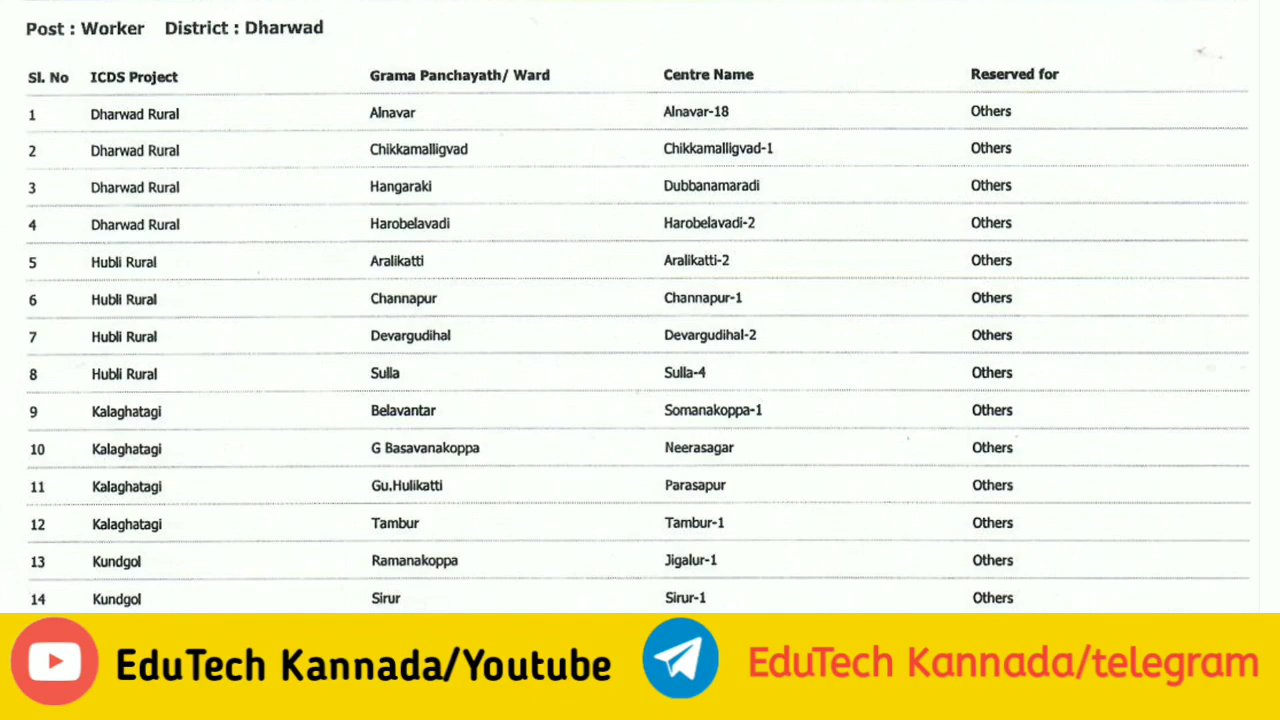 Post : Worker District : Dharwad
Sl. No ICDS Project Grama Panchayath/ Ward Centre Name Reserved for
1 Dharwad Rural Alnavar Alnavar-18 Others
2 Dharwad Rural Chikkamalligvad Chikkamalligvad-1 Others
3 Dharwad Rural Hangaraki Dubbanamaradi Others
4 Dharwad Rural Harobelavadi Harobelavadi-2 Others
5 Hubli Rural Aralikatti Aralikatti-2 Others
6 Hubli Rural Channapur Channapur-1 Others
7 Hubli Rural Devargudihal Devargudihal-2 Others
8 Hubli Rural Sulla Sulla-4 Others
9 Kalaghatagi Belavantar Somanakoppa-1 Others
10 Kalaghatagi G Basavanakoppa Neerasagar Others
11 Kalaghatagi Gu.Hulikatti Parasapur Others
12 Kalaghatagi Tambur Tambur-1 Others
13 Kundgol Ramanakoppa Jigalur-1 Others
14 Kundgol Sirur Sirur-1 Others
EduTech Kannada/Youtube EduTech Kannada/telegram